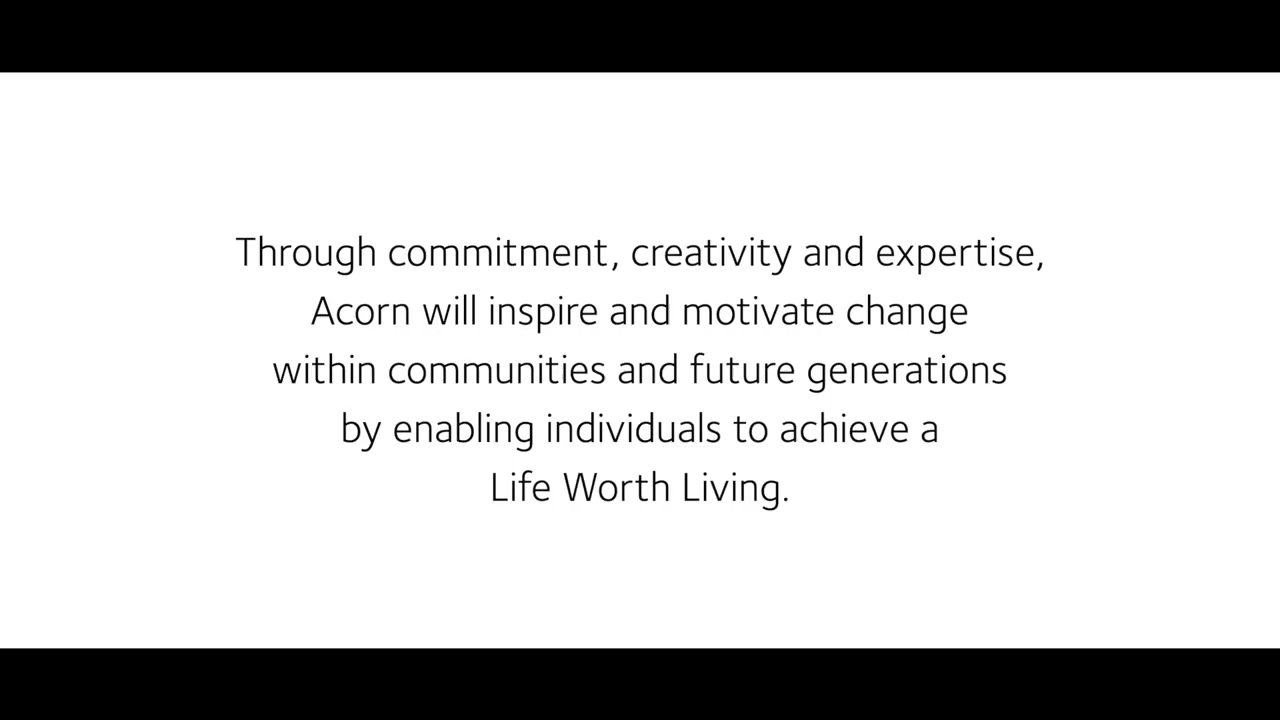 Through commitment, creativity and expertise,
Acorn will inspire and motivate change
within communities and future generations
by enabling individuals to achieve a
Life Worth Living.